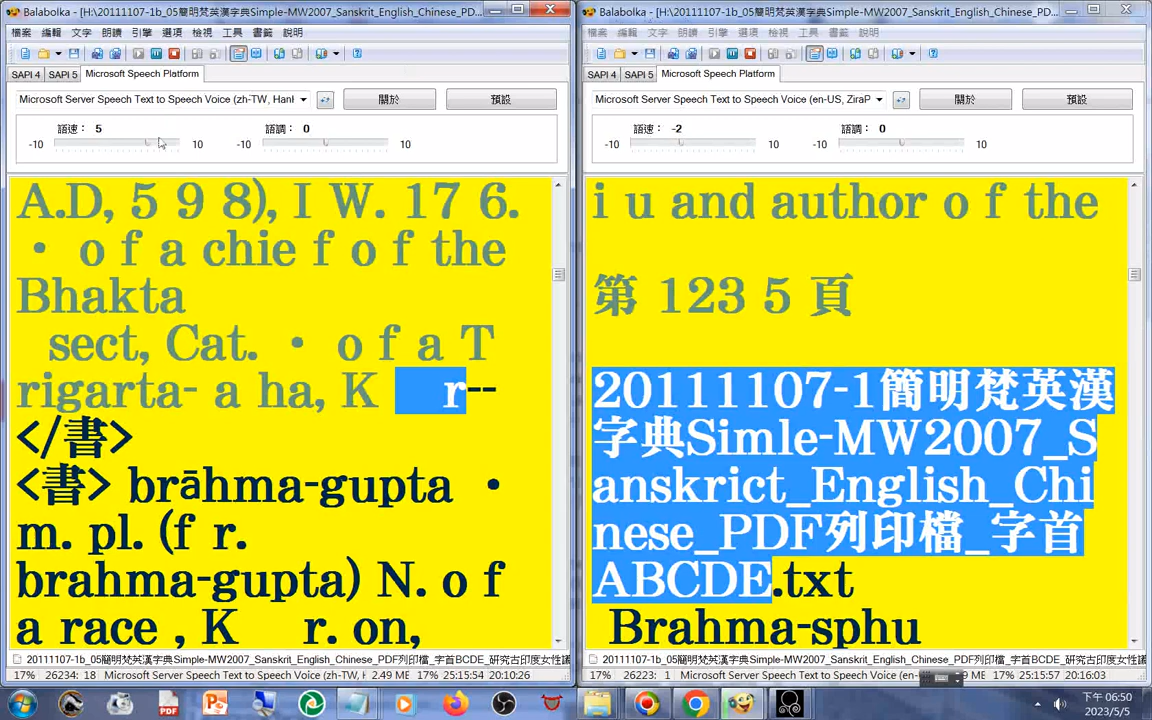 Balabolka - [H:\20111107-1b_05簡明梵英漢字典Simple-MW2007_Sanskrit_English_Chinese_PD...
檔案 編輯 文字 朗讀 引擎 選項 檢視 工具 書籤 說明
SAPI 4 SAPI 5 Microsoft Speech Platform
Microsoft Server Speech Text to Speech Voice (zh-TW, HanH
關於 預設
語速： 5 語調： 0
-10 10 -10 10
A.D, 5 9 8), I W. 17 6.
• o f a chie f o f the
Bhakta
sect, Cat. • o f a T
rigarta- a ha, K r--
</書>
<書> brāhma-gupta •
m. pl. (f r.
brahma-gupta) N. o f
a race , K r. on,
20111107-1b_05簡明梵英漢字典Simple-MW2007_Sanskrit_English_Chinese_PDF列印檔_字首BCDE_研究古印度女性議
17% 26234: 18 Microsoft Server Speech Text to Speech Voice (zh-TW, H 2.49 MB 17% 25:15:54 20:10:26
Balabolka - [H:\20111107-1b_05簡明梵英漢字典Simple-MW2007_Sanskrit_English_Chinese_PD...
檔案 編輯 文字 朗讀 引擎 選項 檢視 工具 書籤 說明
SAPI 4 SAPI 5 Microsoft Speech Platform
Microsoft Server Speech Text to Speech Voice (en-US, ZiraP
關於 預設
語速： -2 語調： 0
-10 10 -10 10
i u and author o f the
第 123 5 頁
20111107-1簡明梵英漢
字典Simle-MW2007_S
anskrict_English_Chi
nese_PDF列印檔_字首
ABCDE.txt
Brahma-sphu
20111107-1b_05簡明梵英漢字典Simple-MW2007_Sanskrit_English_Chinese_PDF列印檔_字首BCDE_研究古印度女性議
17% 26223: 1 Microsoft Server Speech Text to Speech Voice (en-US 17% 25:15:57 20:16:03
PDF
下午 06:50
2023/5/5